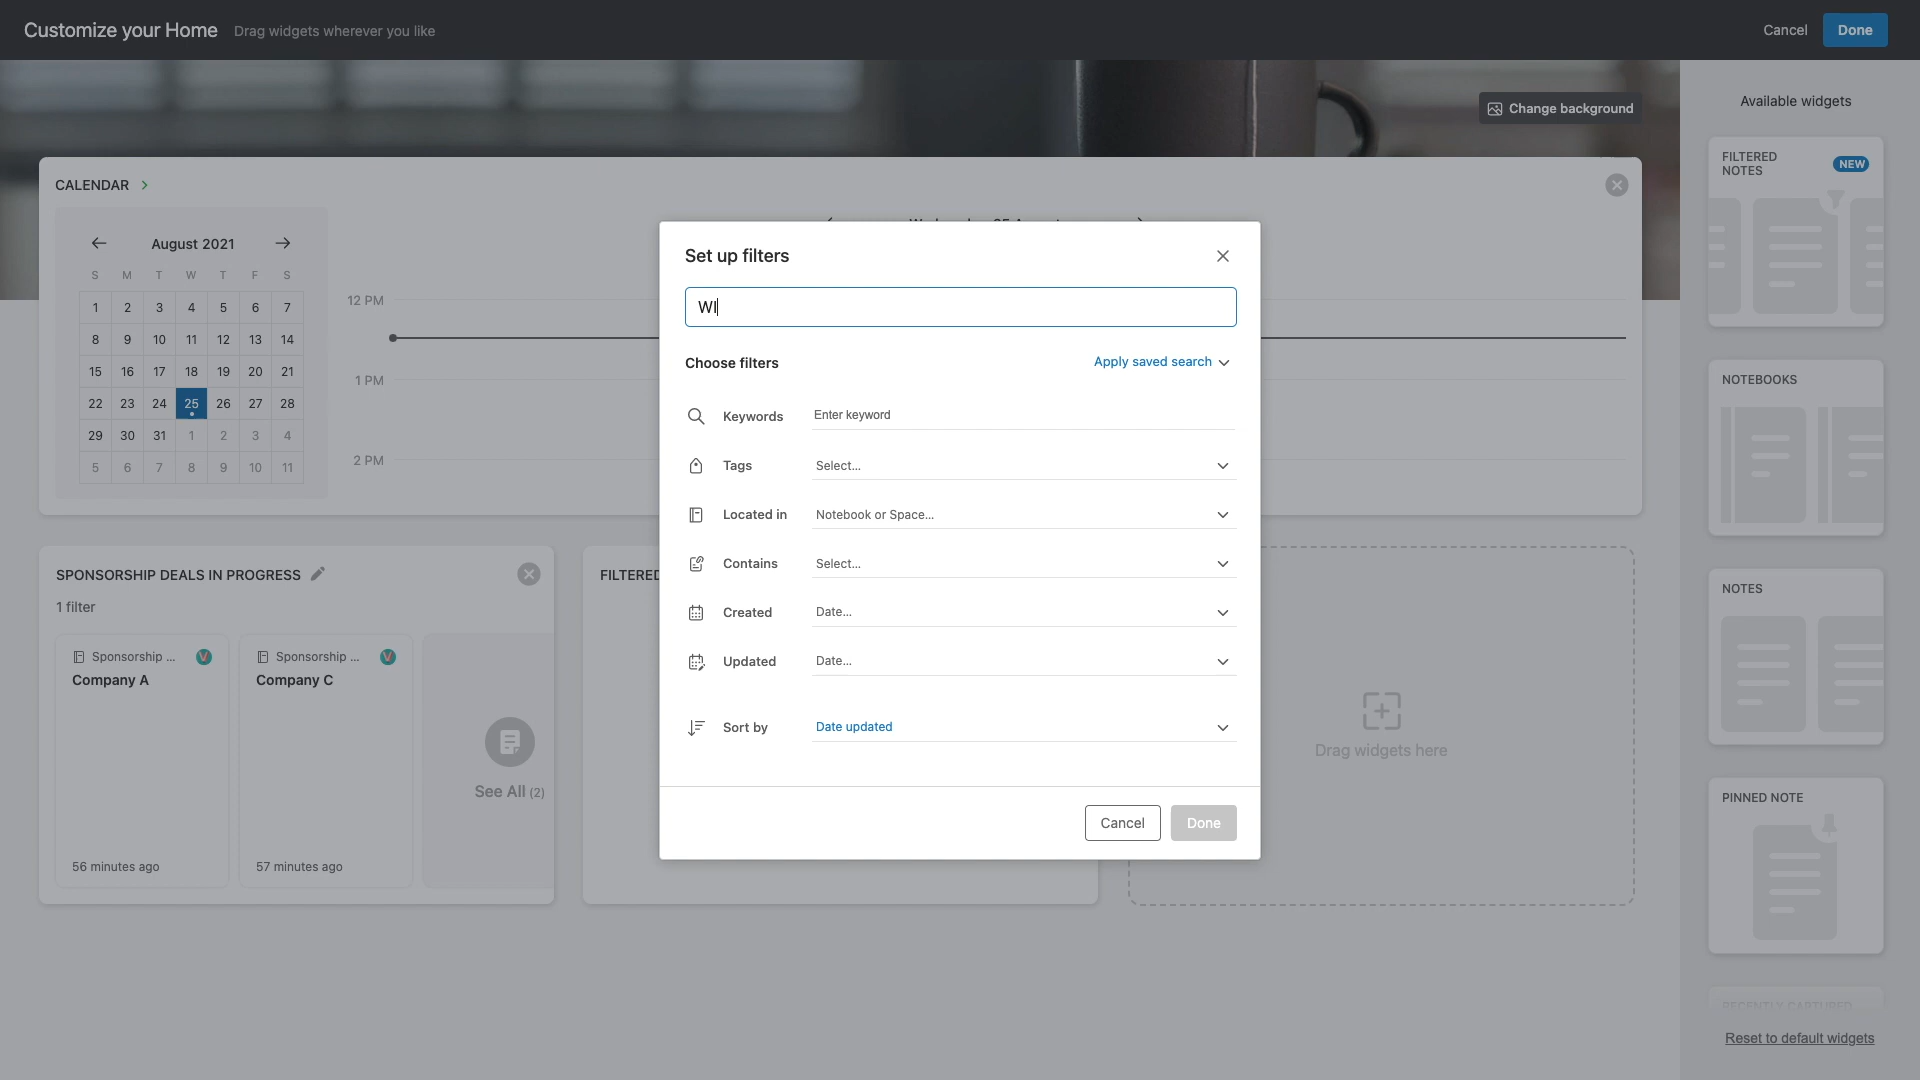 Customize your Home Drag widgets wherever you like Cancel Done
Change background
Available widgets
CALENDAR
August 2021
S M T W T F S
1 2 3 4 5 6 7
8 9 10 11 12 13 14
15 16 17 18 19 20 21
22 23 24 25 26 27 28
29 30 31 1 2 3 4
5 6 7 8 9 10 11
12 PM
1 PM
2 PM
Set up filters
WI
Choose filters Apply saved search
Keywords Enter keyword
Tags Select...
Located in Notebook or Space...
Contains Select...
Created Date...
Updated Date...
Sort by Date updated
Cancel Done
SPONSORSHIP DEALS IN PROGRESS
1 filter
Sponsorship ...
Company A
56 minutes ago
Sponsorship ...
Company C
57 minutes ago
See All (2)
FILTERED
Drag widgets here
FILTERED
NOTES
NEW
NOTEBOOKS
NOTES
PINNED NOTE
RECENTLY CAPTURED
Reset to default widgets